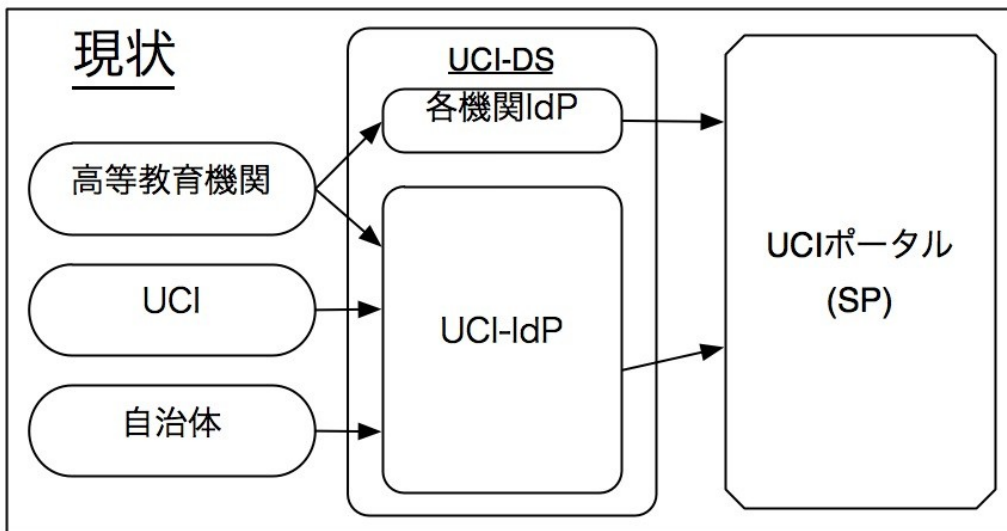 現状
UCI-DS
各機関IdP
高等教育機関
UCI
自治体
UCI-IdP
UCIポータル
(SP)